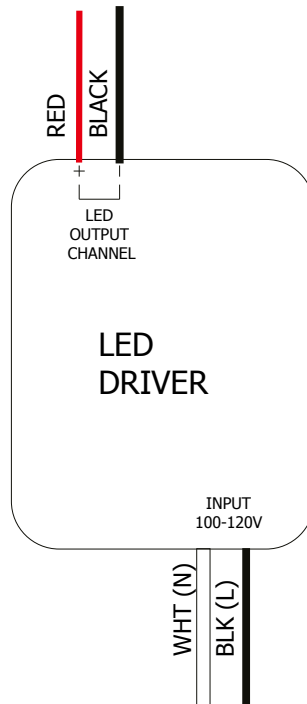 RED
BLACK
+
-
LED
OUTPUT
CHANNEL
LED
DRIVER
INPUT
100-120V
WHT (N)
BLK (L)